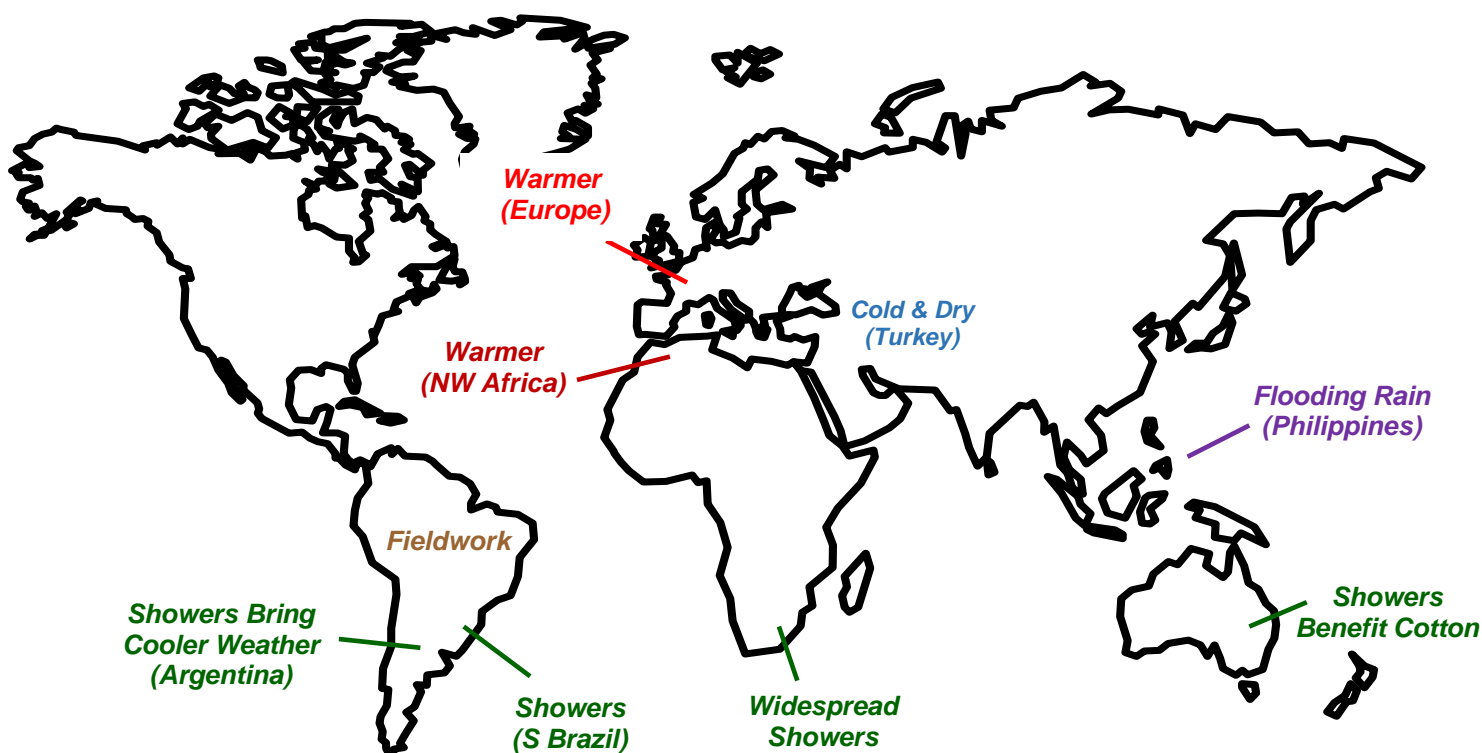 Warmer
(Europe)
Cold & Dry
(Turkey)
Warmer
(NW Africa)
Flooding Rain
(Philippines)
Fieldwork
Showers Bring
Cooler Weather
(Argentina)
Showers
(S Brazil)
Widespread
Showers
Showers
Benefit Cotton